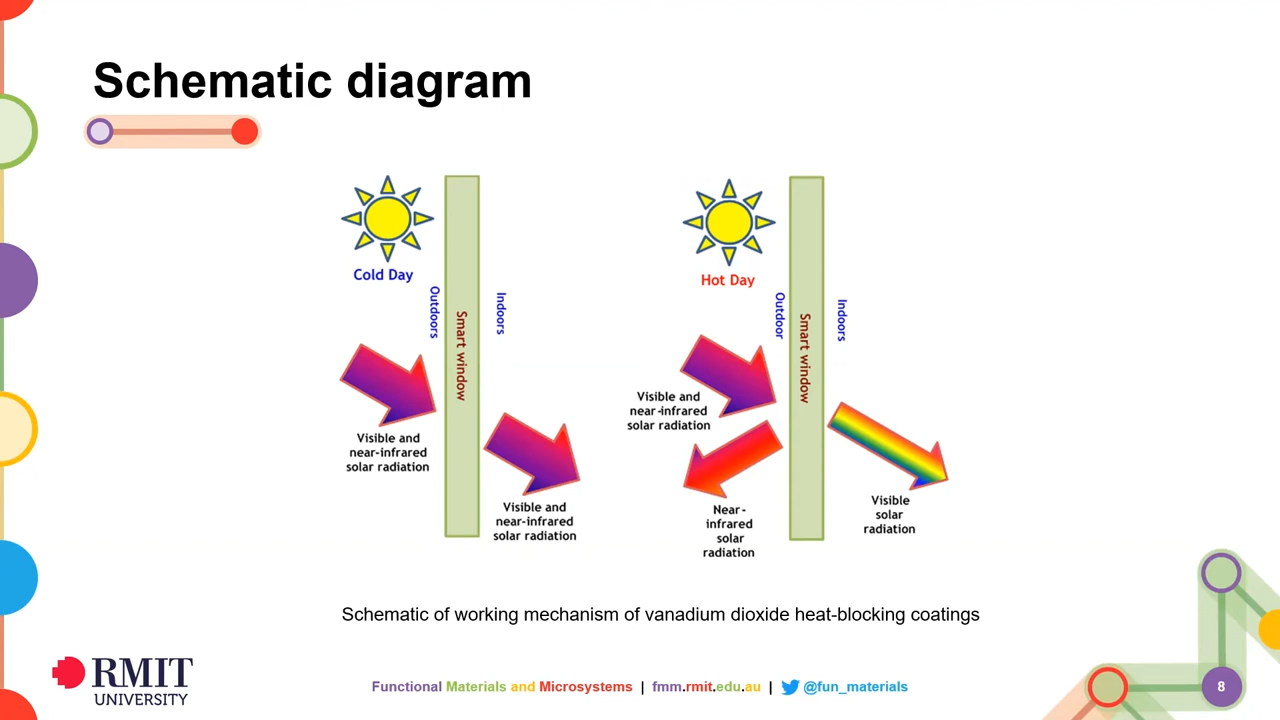 Schematic diagram
Cold Day
Outdoors
Indoors
Smart window
Visible and
near-infrared
solar radiation
Visible and
near-infrared
solar radiation
Hot Day
Outdoor
Indoors
Smart window
Visible and
near-infrared
solar radiation
Near-
infrared
solar
radiation
Visible
solar
radiation
Schematic of working mechanism of vanadium dioxide heat-blocking coatings
RMIT
UNIVERSITY
Functional Materials and Microsystems | fmm.rmit.edu.au | @fun_materials
8